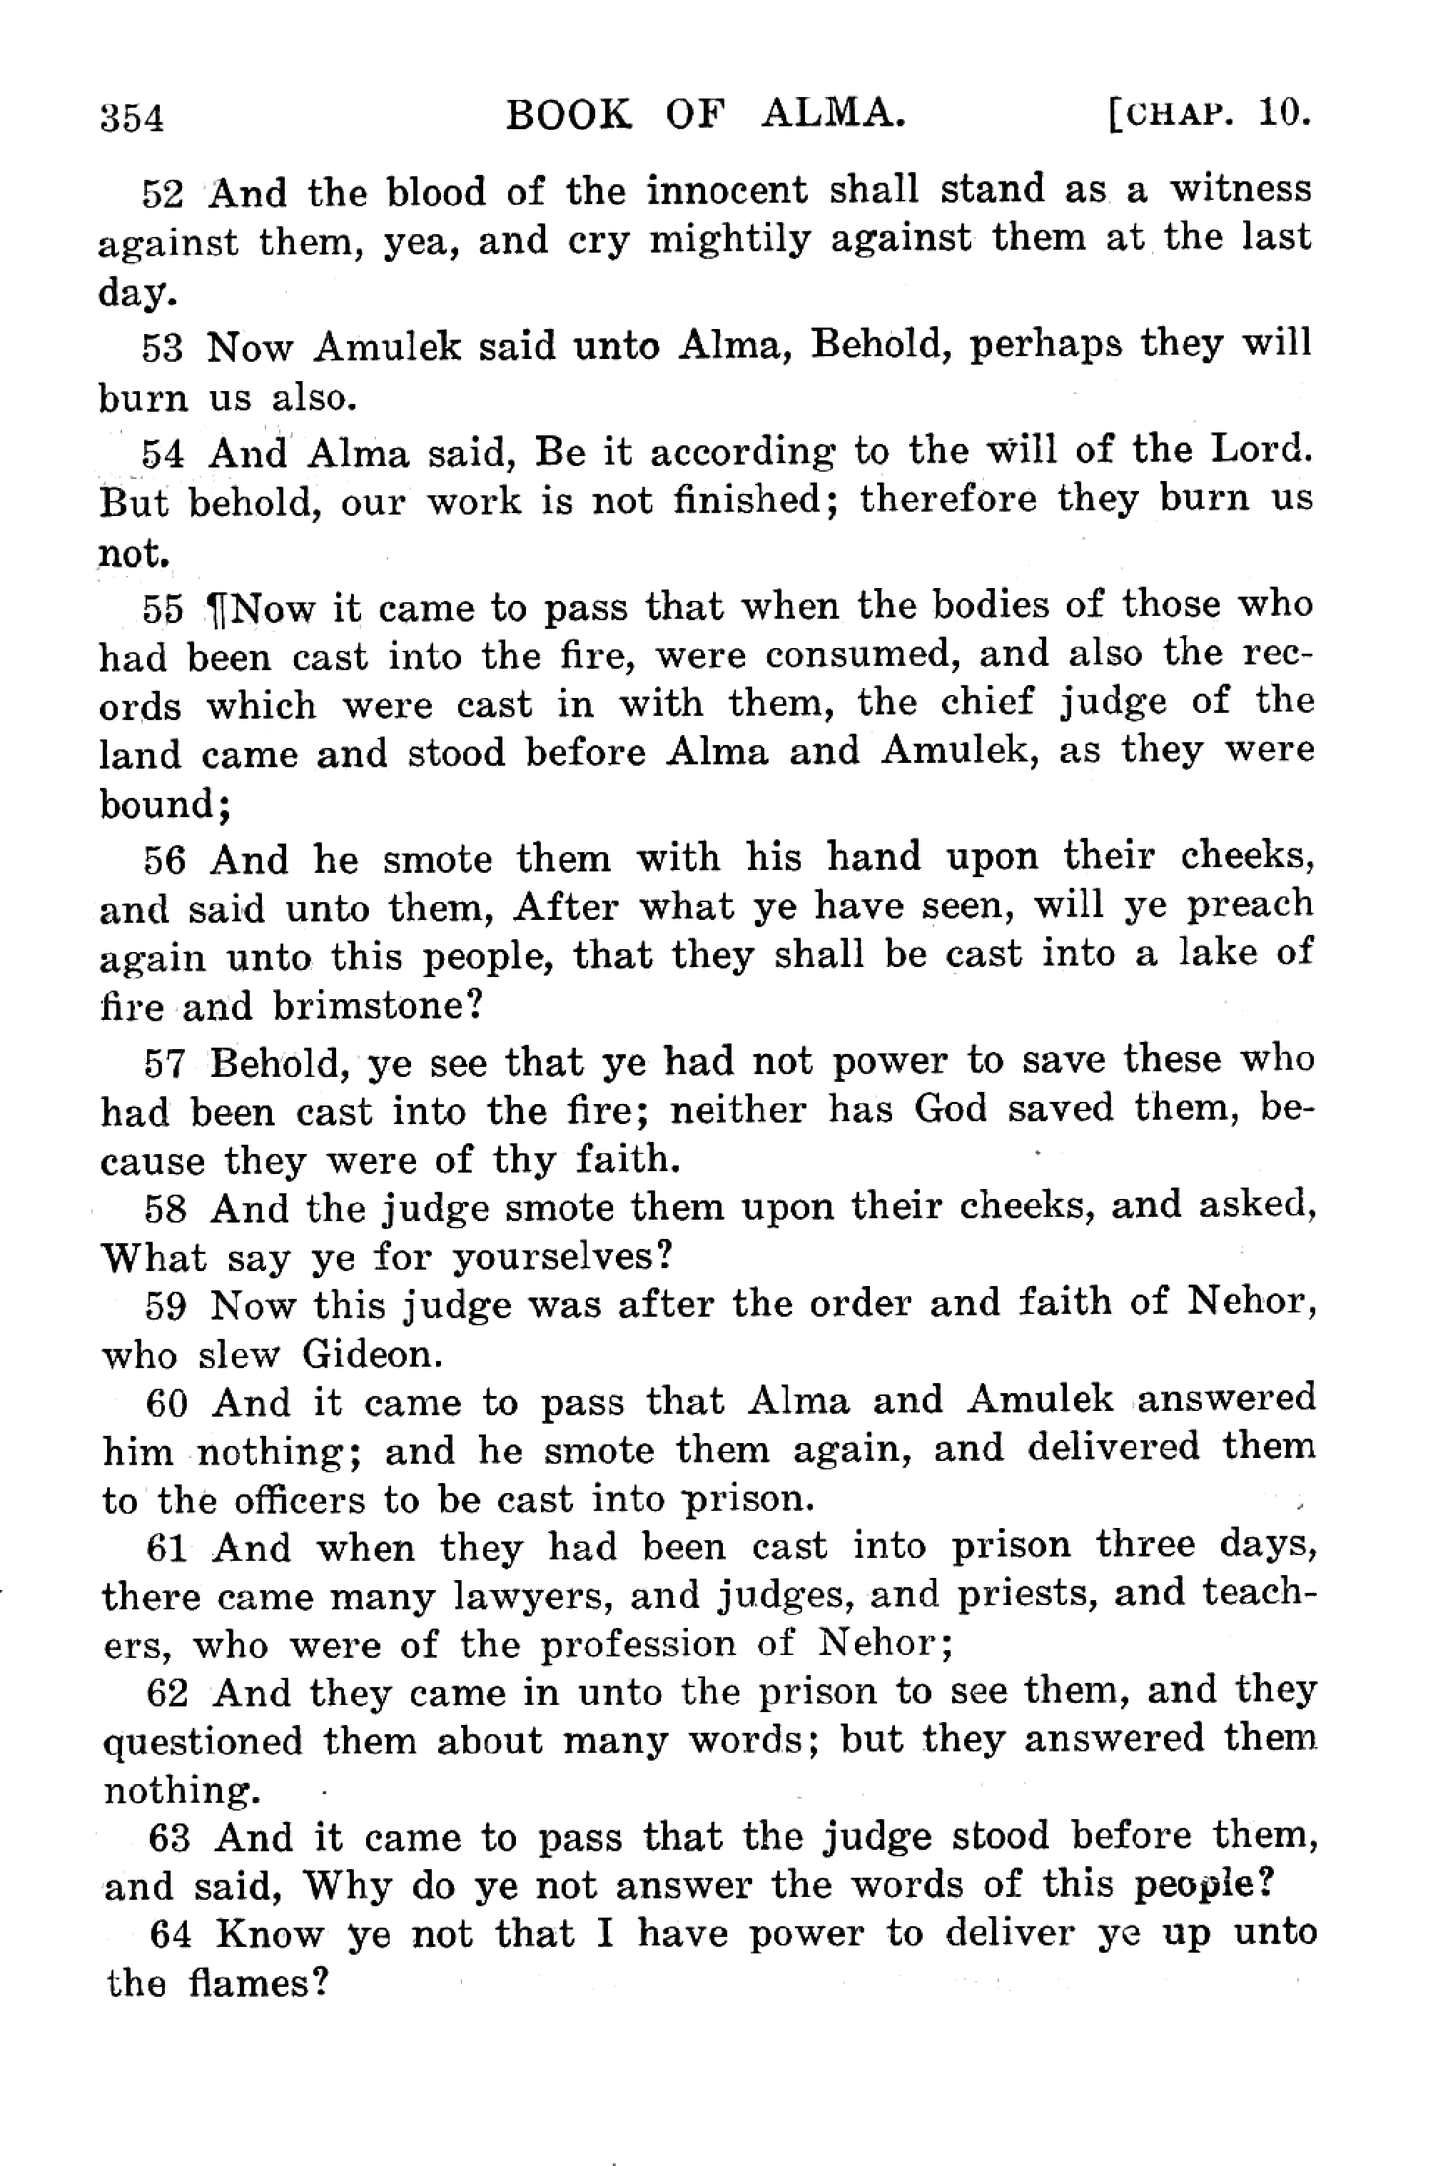 354 BOOK OF ALMA. [CHAP. 10.
52 And the blood of the innocent shall stand as a witness
against them, yea, and cry mightily against them at the last
day.
53 Now Amulek said unto Alma, Behold, perhaps they will
burn us also.
54 And Alma said, Be it according to the will of the Lord.
But behold, our work is not finished; therefore they burn us
not.
55 ¶Now it came to pass that when the bodies of those who
had been cast into the fire, were consumed, and also the rec-
ords which were cast in with them, the chief judge of the
land came and stood before Alma and Amulek, as they were
bound;
56 And he smote them with his hand upon their cheeks,
and said unto them, After what ye have seen, will ye preach
again unto this people, that they shall be cast into a lake of
fire and brimstone?
57 Behold, ye see that ye had not power to save these who
had been cast into the fire; neither has God saved them, be-
cause they were of thy faith.
58 And the judge smote them upon their cheeks, and asked,
What say ye for yourselves?
59 Now this judge was after the order and faith of Nehor,
who slew Gideon.
60 And it came to pass that Alma and Amulek answered
him nothing; and he smote them again, and delivered them
to the officers to be cast into prison.
61 And when they had been cast into prison three days,
there came many lawyers, and judges, and priests, and teach-
ers, who were of the profession of Nehor;
62 And they came in unto the prison to see them, and they
questioned them about many words; but they answered them
nothing.
63 And it came to pass that the judge stood before them,
and said, Why do ye not answer the words of this people?
64 Know ye not that I have power to deliver ye up unto
the flames?